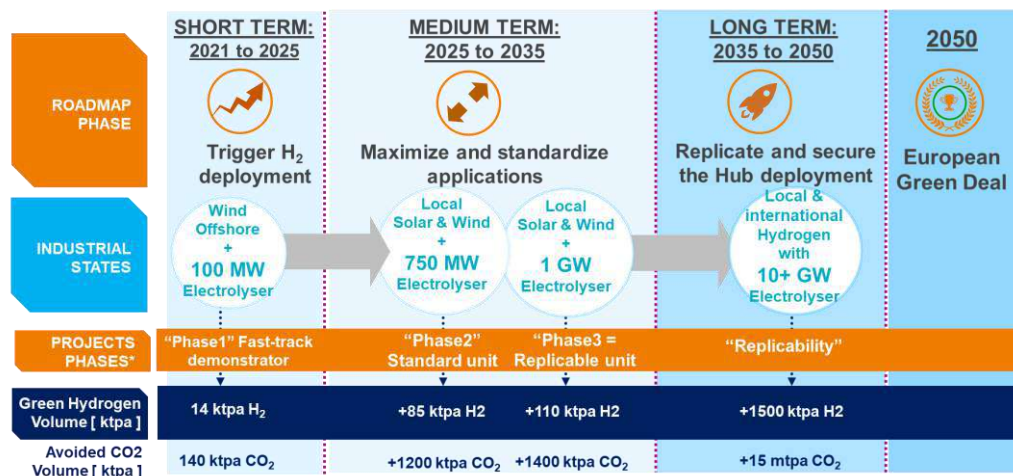 SHORT TERM:
2021 to 2025
MEDIUM TERM:
2025 to 2035
LONG TERM:
2035 to 2050
2050
ROADMAP
PHASE
Trigger H₂
deployment
Maximize and standardize
applications
Replicate and secure
the Hub deployment
European
Green Deal
INDUSTRIAL
STATES
Wind
Offshore
+
100 MW
Electrolyser
Local
Solar & Wind
+
750 MW
Electrolyser
Local
Solar & Wind
+
1 GW
Electrolyser
Local &
international
Hydrogen
with
10+ GW
Electrolyser
PROJECTS
PHASES*
"Phase1" Fast-track
demonstrator
"Phase2"
Standard unit
"Phase3 =
Replicable unit
"Replicability"
Green Hydrogen
Volume [ ktpa ]
14 ktpa H₂
+85 ktpa H2
+110 ktpa H2
+1500 ktpa H2
Avoided CO2
Volume [ ktpa ]
140 ktpa CO₂
+1200 ktpa CO₂
+1400 ktpa CO₂
+15 mtpa CO₂